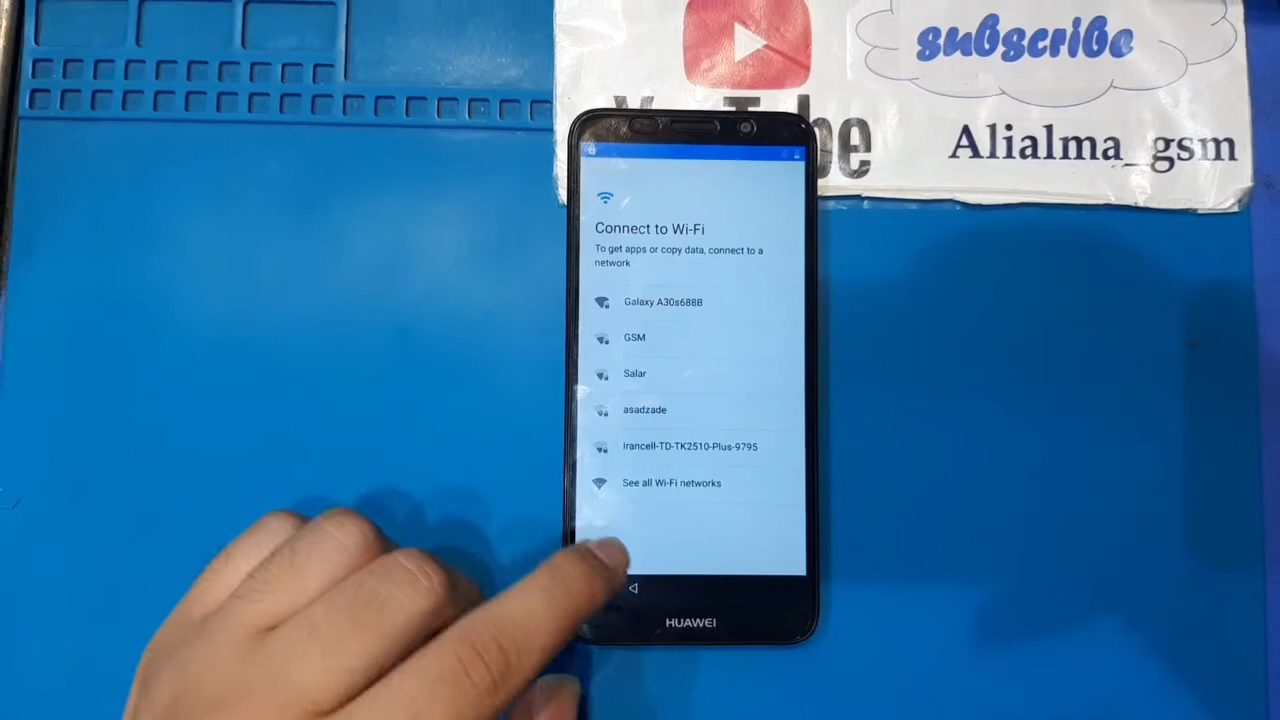 subscribe
Alialma_gsm
Connect to Wi-Fi
To get apps or copy data, connect to a
network
Galaxy A30s688B
GSM
Salar
asadzade
Irancell-TD-TK2510-Plus-9795
See all Wi-Fi networks
HUAWEI